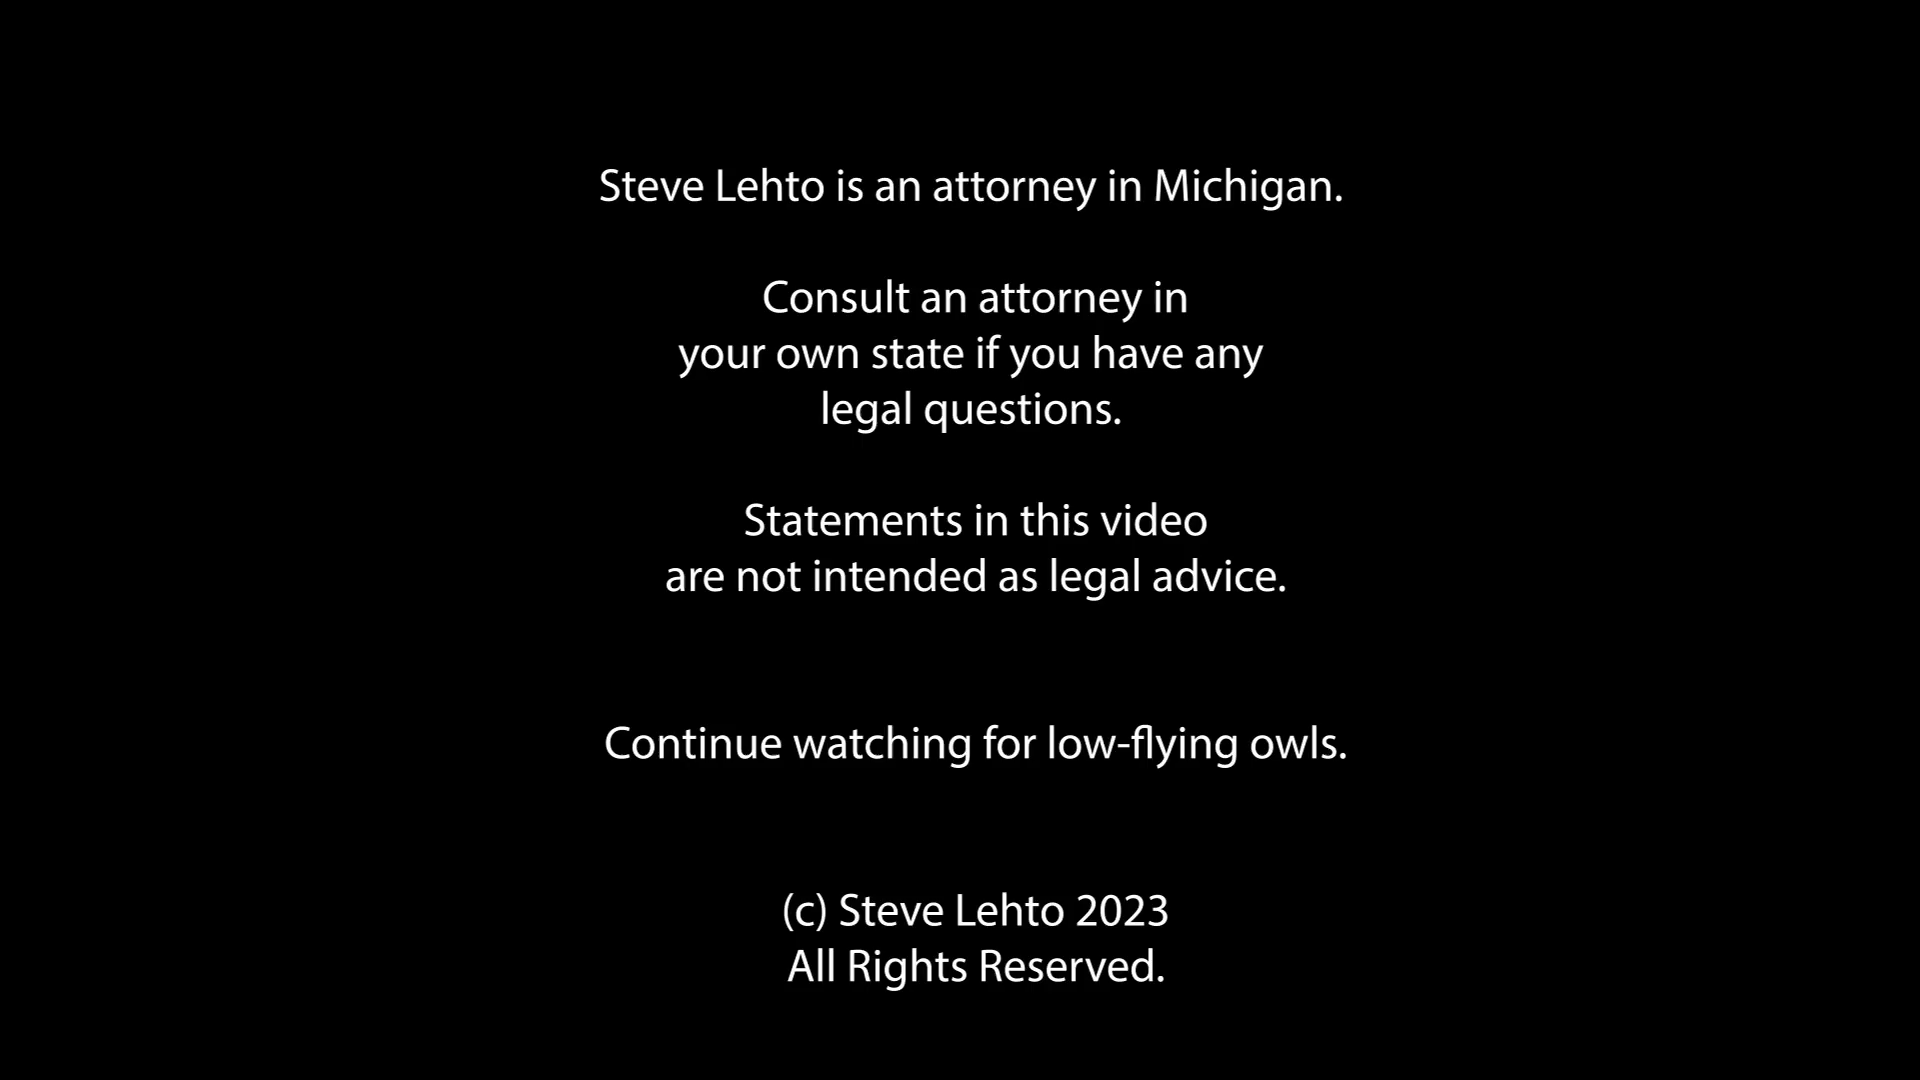 Steve Lehto is an attorney in Michigan.
Consult an attorney in
your own state if you have any
legal questions.
Statements in this video
are not intended as legal advice.
Continue watching for low-flying owls.
(c) Steve Lehto 2023
All Rights Reserved.